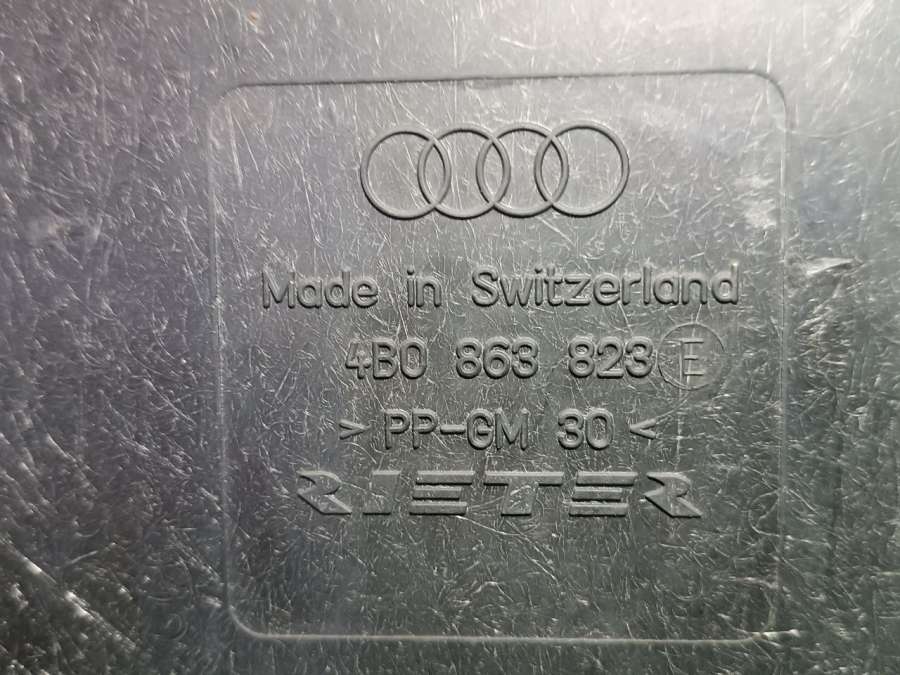 Made in Switzerland
4B0 863 823 E
> PP-GM 30 <
RIETER